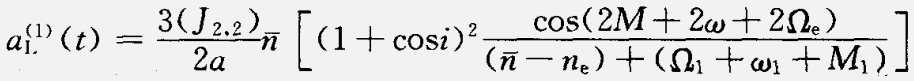 a_L^{(1)}(t) = \frac{3(J_{2,2})}{2a} \bar{n} \left[ (1+\cos i)^2 \frac{\cos(2M+2\omega+2\Omega_e)}{(\bar{n}-n_e)+(\Omega_1+\omega_1+M_1)} \right]